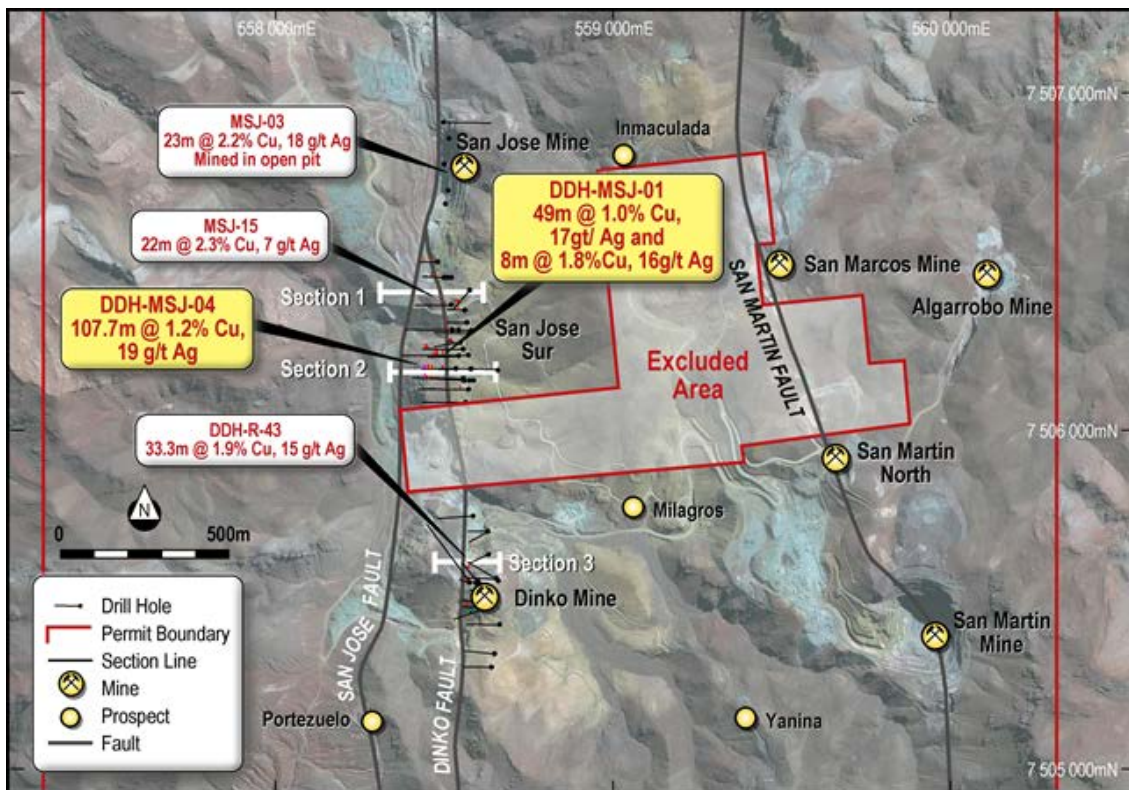 558 000mE
559 000mE
560 000mE
7 507 000mN
MSJ-03
23m @ 2.2% Cu, 18 g/t Ag
Mined in open pit
San Jose Mine
Inmaculada
DDH-MSJ-01
49m @ 1.0% Cu,
17gt/ Ag and
8m @ 1.8%Cu, 16g/t Ag
MSJ-15
22m @ 2.3% Cu, 7 g/t Ag
SAN MARTIN FAULT
San Marcos Mine
Algarrobo Mine
Section 1
DDH-MSJ-04
107.7m @ 1.2% Cu,
19 g/t Ag
San Jose
Sur
Section 2
Excluded
Area
DDH-R-43
33.3m @ 1.9% Cu, 15 g/t Ag
7 506 000mN
San Martin
North
N
Milagros
0
500m
Section 3
Dinko Mine
SAN JOSE FAULT
DINKO FAULT
San Martin
Mine
Drill Hole
Permit Boundary
Section Line
Mine
Prospect
Fault
Portezuelo
Yanina
7 505 000mN